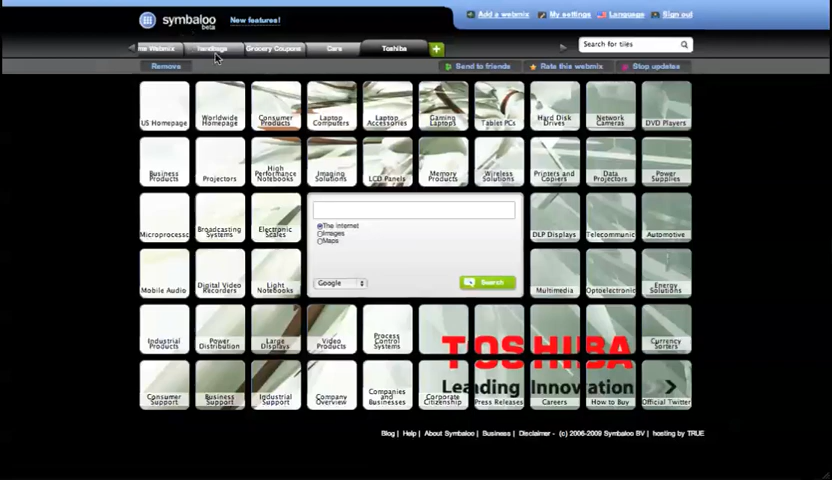 symbaloo New features! Add a webmix My settings Language Sign out
beta
me Webmix handbags Grocery Coupons Cars Toshiba + Search for tiles
Remove Send to friends Rate this webmix Stop updates
US Homepage
Worldwide Homepage
Consumer Products
Laptop Computers
Laptop Accessories
Gaming Laptops
Tablet PCs
Hard Disk Drives
Network Cameras
DVD Players
Business Products
Projectors
High Performance Notebooks
Imaging Solutions
LCD Panels
Memory Products
Wireless Solutions
Printers and Copiers
Data Projectors
Power Supplies
Microprocesso
Broadcasting Systems
Electronic Scales
The internet
Images
Maps
DLP Displays
Telecommunic
Automotive
Mobile Audio
Digital Video Recorders
Light Notebooks
Google
Search
Multimedia
Optoelectronic
Energy Solutions
Industrial Products
Power Distribution
Large Displays
Video Products
Process Control Systems
TOSHIBA
Leading Innovation
Currency Sorters
Consumer Support
Business Support
Industrial Support
Company Overview
Companies and Businesses
Corporate Citizenship
Press Releases
Careers
How to Buy
Official Twitter
Blog | Help | About Symbaloo | Business | Disclaimer - (c) 2006-2009 Symbaloo BV | hosting by TRUE